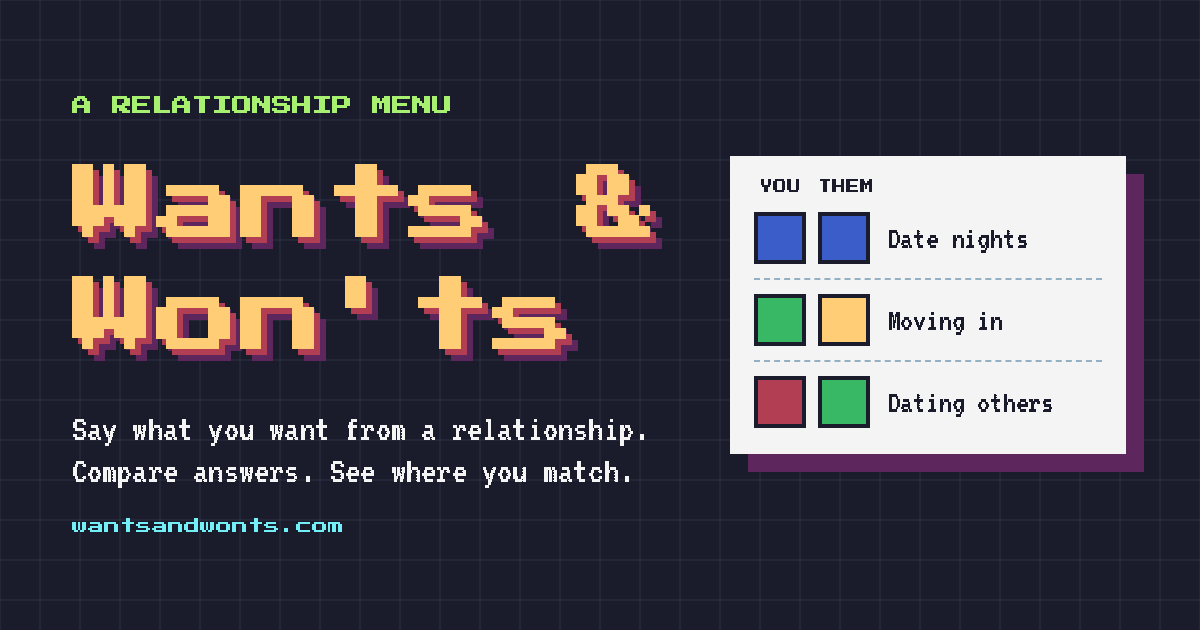 A RELATIONSHIP MENU
Wants &
Won'ts
Say what you want from a relationship.
Compare answers. See where you match.
wantsandwonts.com
YOU THEM
Date nights
Moving in
Dating others